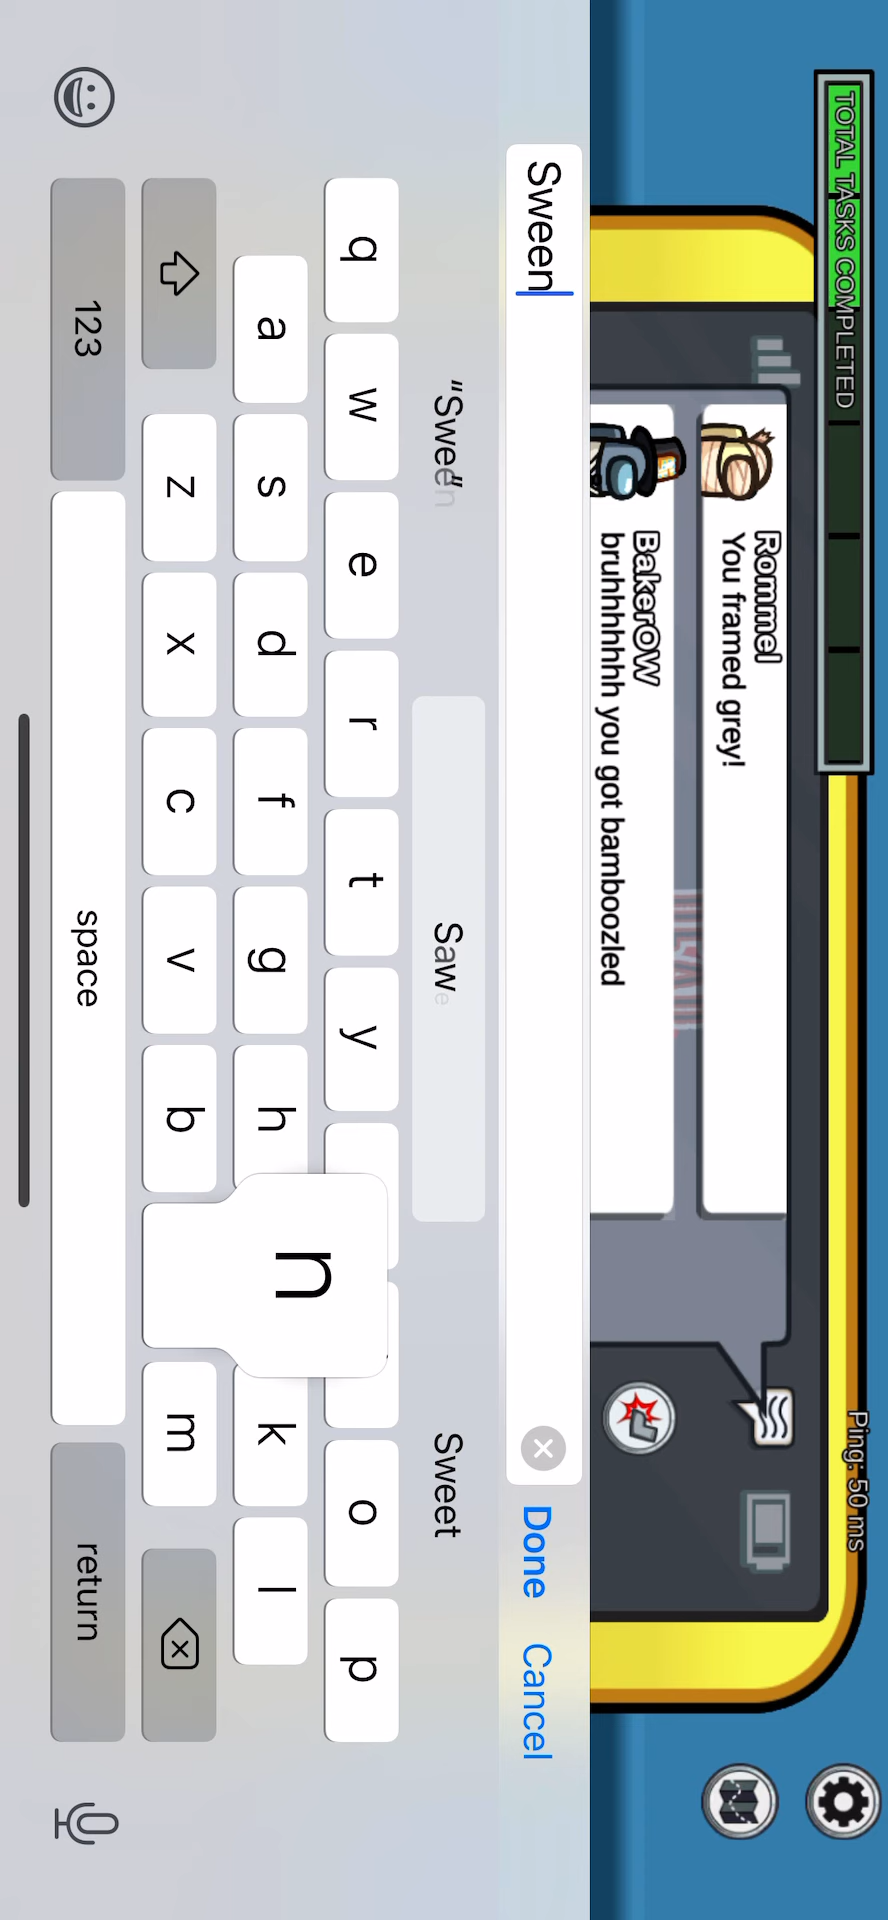 TOTAL TASKS COMPLETED
Ping: 50 ms
Rommel
You framed grey!
BakerOW
bruhhhhhhh you got bamboozled
Sween
Done
Cancel
"Sween"
Saw
Sweet
q w e r t y o p
a s d f g h k l
z x c v b n m
123
space
return